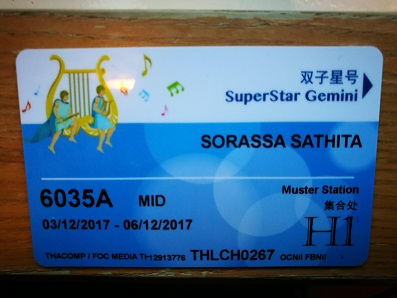 双子星号
SuperStar Gemini
SORASSA SATHITA
6035A MID
Muster Station
集合处
H1
03/12/2017 - 06/12/2017
THACOMP / FOC MEDIA TH12913776 THLCH0267 OCNII FBNII